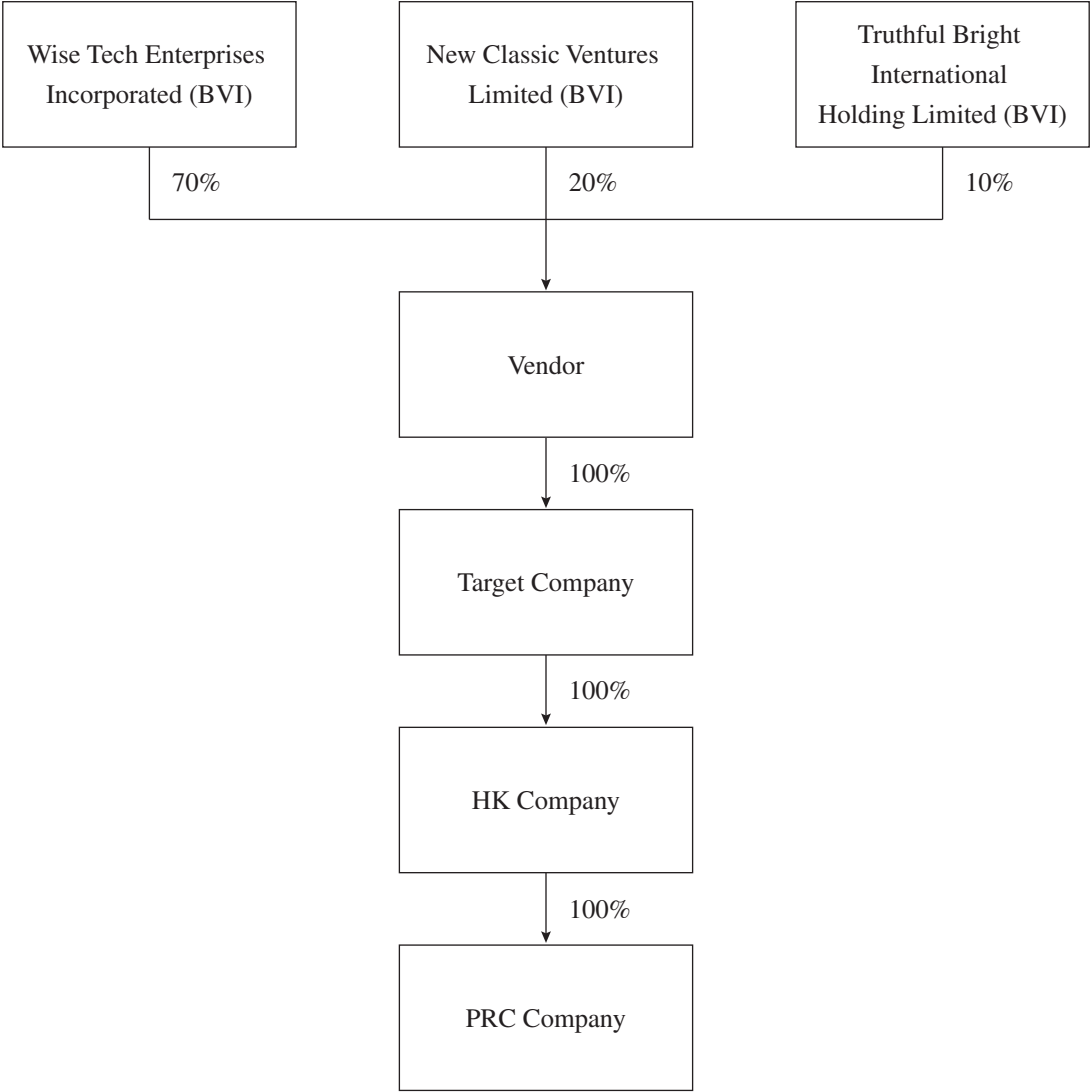 Wise Tech Enterprises
Incorporated (BVI)
New Classic Ventures
Limited (BVI)
Truthful Bright
International
Holding Limited (BVI)
70%
20%
10%
Vendor
100%
Target Company
100%
HK Company
100%
PRC Company